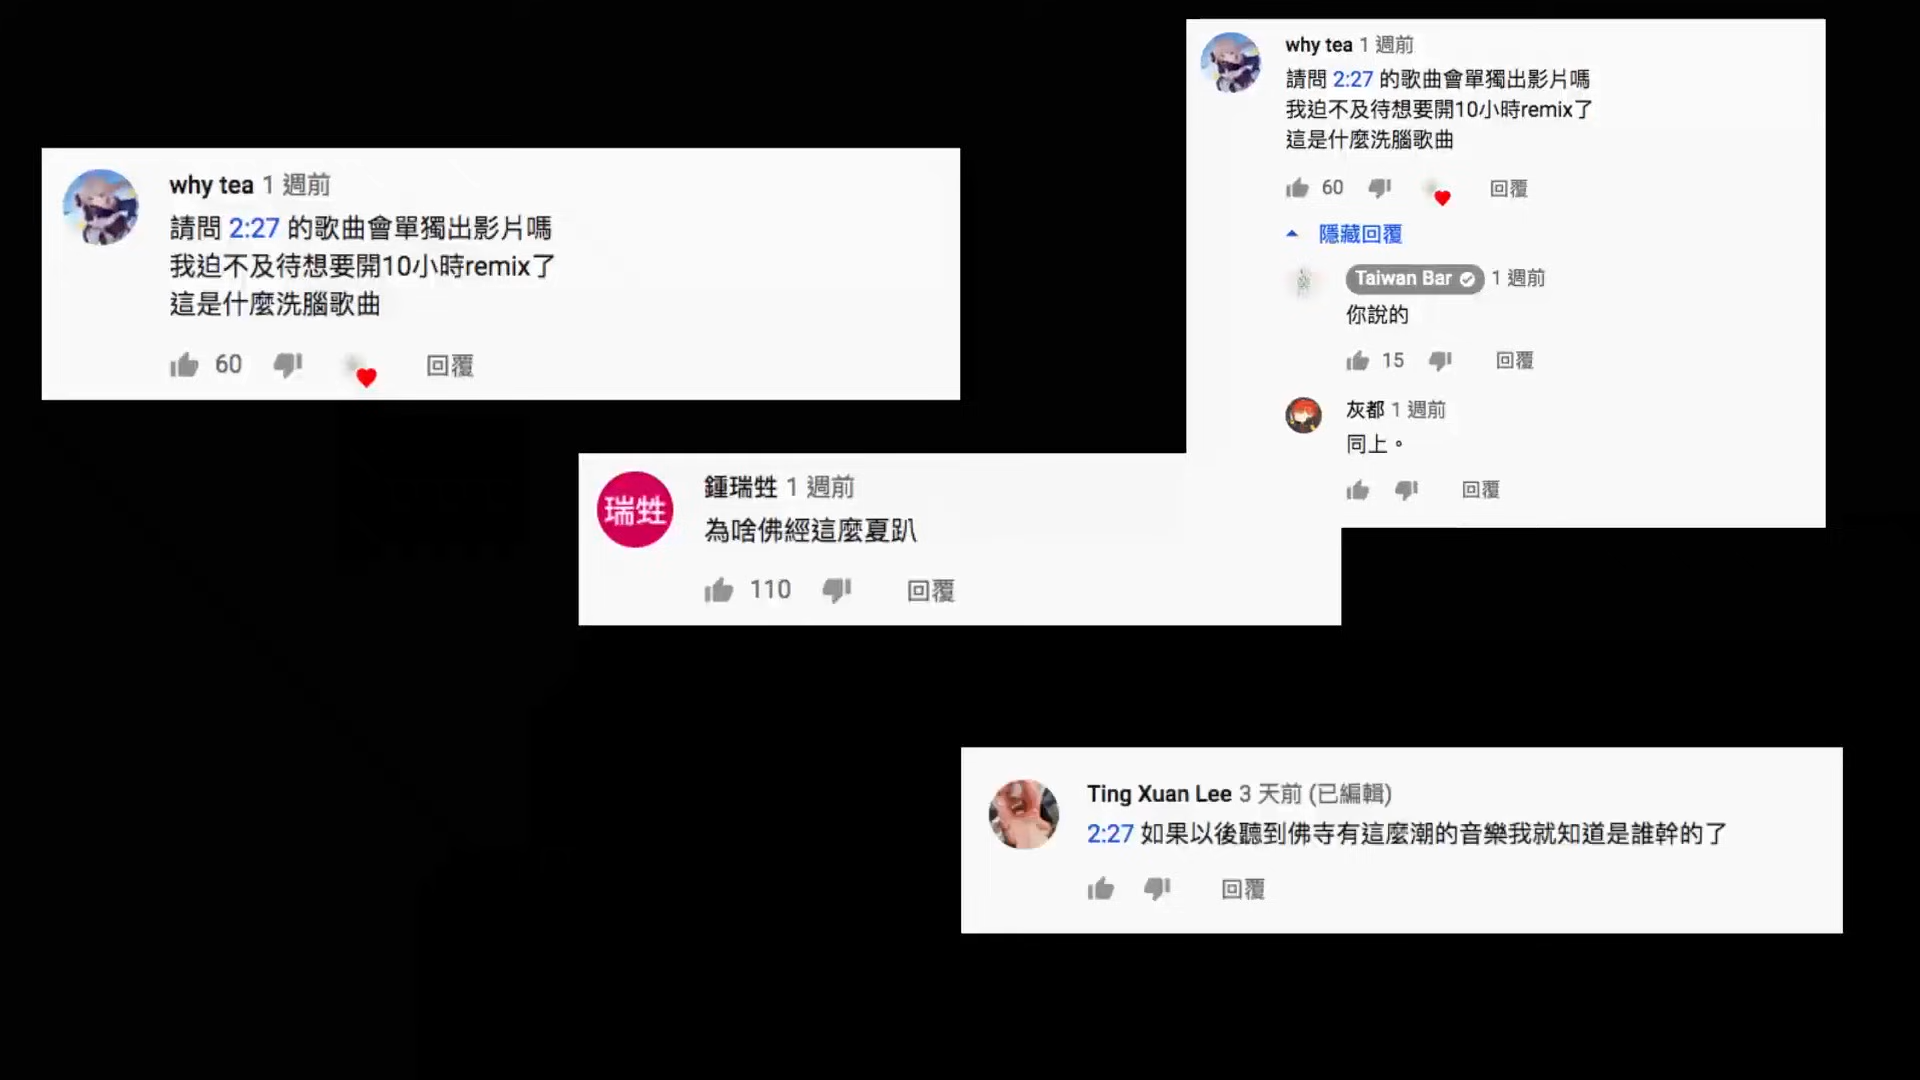 why tea 1 週前
請問 2:27 的歌曲會單獨出影片嗎
我迫不及待想要開10小時remix了
這是什麼洗腦歌曲
60 回覆
why tea 1 週前
請問 2:27 的歌曲會單獨出影片嗎
我迫不及待想要開10小時remix了
這是什麼洗腦歌曲
60 回覆
隱藏回覆
Taiwan Bar 1 週前
你說的
15 回覆
灰都 1 週前
同上。
回覆
瑞甡
鍾瑞甡 1 週前
為啥佛經這麼夏趴
110 回覆
Ting Xuan Lee 3 天前 (已編輯)
2:27 如果以後聽到佛寺有這麼潮的音樂我就知道是誰幹的了
回覆